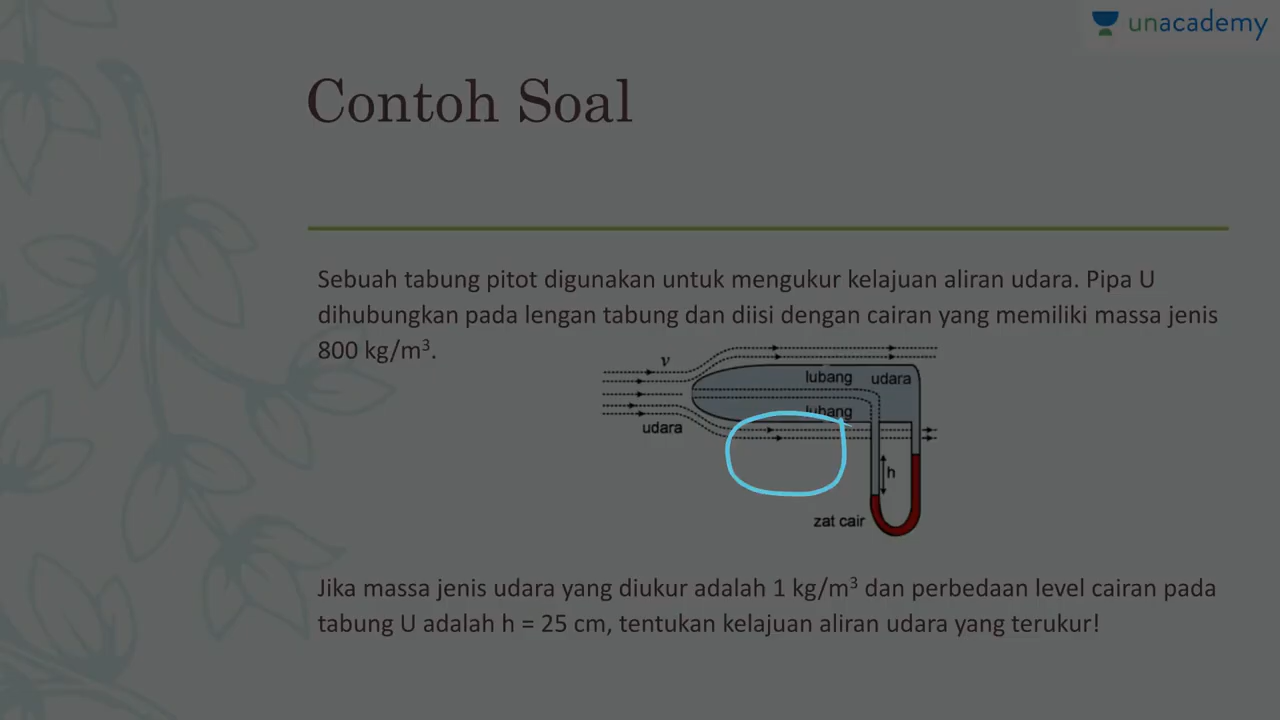 unacademy
Contoh Soal
Sebuah tabung pitot digunakan untuk mengukur kelajuan aliran udara. Pipa U
dihubungkan pada lengan tabung dan diisi dengan cairan yang memiliki massa jenis
800 kg/m³.
v
lubang udara
lubang
udara
h
zat cair
Jika massa jenis udara yang diukur adalah 1 kg/m³ dan perbedaan level cairan pada
tabung U adalah h = 25 cm, tentukan kelajuan aliran udara yang terukur!